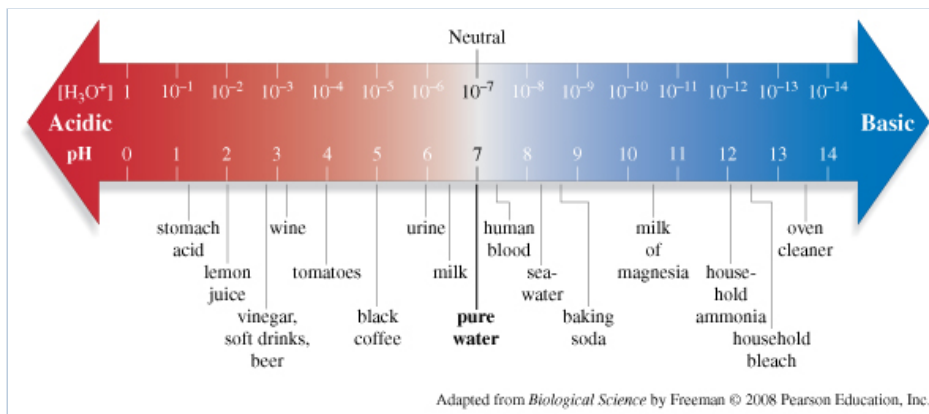 Neutral
[H₃O⁺] 1 10⁻¹ 10⁻² 10⁻³ 10⁻⁴ 10⁻⁵ 10⁻⁶ 10⁻⁷ 10⁻⁸ 10⁻⁹ 10⁻¹⁰ 10⁻¹¹ 10⁻¹² 10⁻¹³ 10⁻¹⁴
Acidic Basic
pH 0 1 2 3 4 5 6 7 8 9 10 11 12 13 14
stomach
acid
lemon
juice
vinegar,
soft drinks,
beer
wine
tomatoes
black
coffee
urine
milk
pure
water
human
blood
sea-
water
baking
soda
milk
of
magnesia
house-
hold
ammonia
household
bleach
oven
cleaner
Adapted from Biological Science by Freeman © 2008 Pearson Education, Inc.